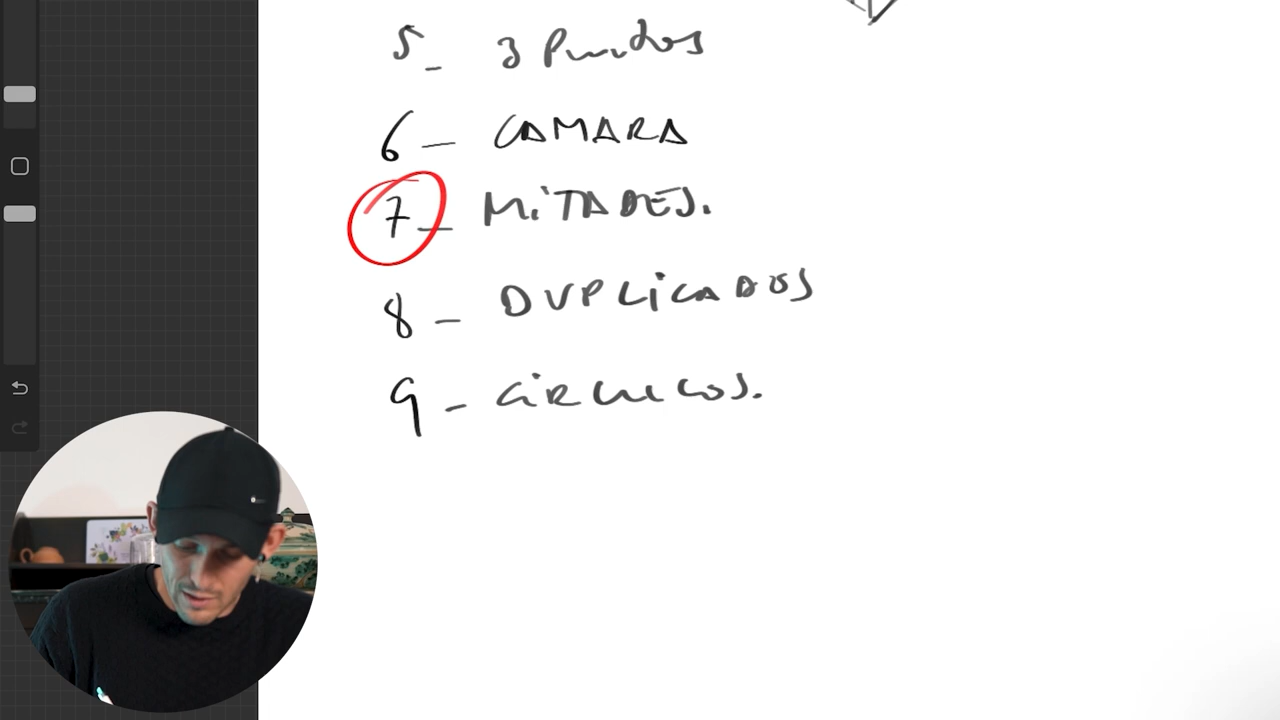 5_ 3 Puntos
6_ CAMARA
7_ MiTADES.
8_ DUPLiCADOS
9_ CiRCULOS.